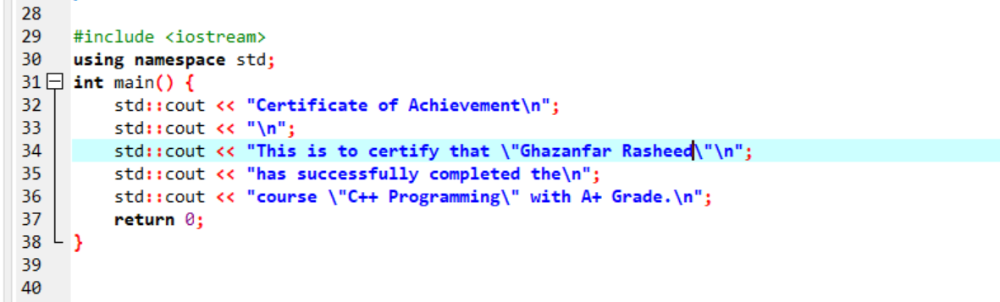 28
29 #include <iostream>
30 using namespace std;
31 int main() {
32 std::cout << "Certificate of Achievement\n";
33 std::cout << "\n";
34 std::cout << "This is to certify that \"Ghazanfar Rasheed\"\n";
35 std::cout << "has successfully completed the\n";
36 std::cout << "course \"C++ Programming\" with A+ Grade.\n";
37 return 0;
38 }
39
40